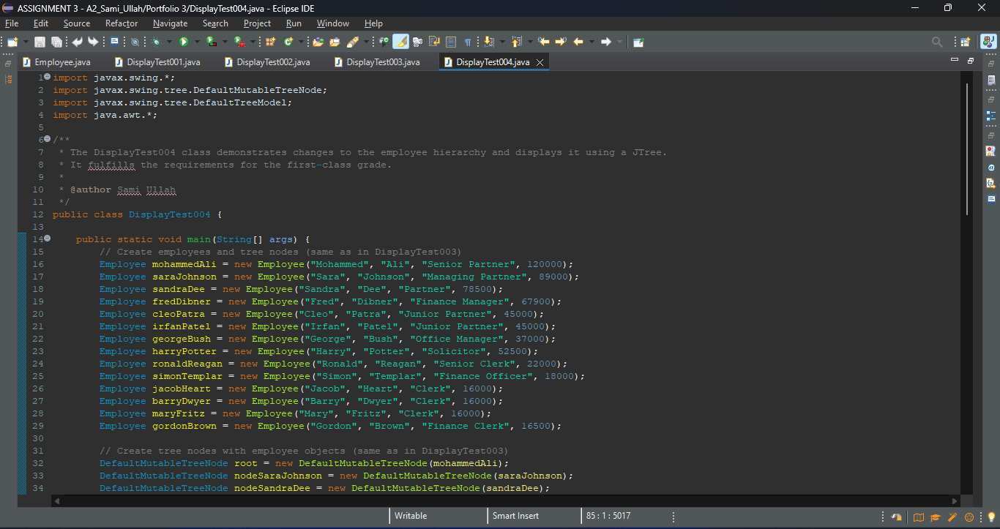 ASSIGNMENT 3 - A2_Sami_Ullah/Portfolio 3/DisplayTest004.java - Eclipse IDE
File Edit Source Refactor Navigate Search Project Run Window Help
Employee.java DisplayTest001.java DisplayTest002.java DisplayTest003.java DisplayTest004.java
1 import javax.swing.*;
2 import javax.swing.tree.DefaultMutableTreeNode;
3 import javax.swing.tree.DefaultTreeModel;
4 import java.awt.*;
5
6 /**
7 * The DisplayTest004 class demonstrates changes to the employee hierarchy and displays it using a JTree.
8 * It fulfills the requirements for the first-class grade.
9 *
10 * @author Sami Ullah
11 */
12 public class DisplayTest004 {
13
14 public static void main(String[] args) {
15 // Create employees and tree nodes (same as in DisplayTest003)
16 Employee mohammedAli = new Employee("Mohammed", "Ali", "Senior Partner", 120000);
17 Employee saraJohnson = new Employee("Sara", "Johnson", "Managing Partner", 89000);
18 Employee sandraDee = new Employee("Sandra", "Dee", "Partner", 78500);
19 Employee fredDibner = new Employee("Fred", "Dibner", "Finance Manager", 67900);
20 Employee cleoPatra = new Employee("Cleo", "Patra", "Junior Partner", 45000);
21 Employee irfanPatel = new Employee("Irfan", "Patel", "Junior Partner", 45000);
22 Employee georgeBush = new Employee("George", "Bush", "Office Manager", 37000);
23 Employee harryPotter = new Employee("Harry", "Potter", "Solicitor", 52500);
24 Employee ronaldReagan = new Employee("Ronald", "Reagan", "Senior Clerk", 22000);
25 Employee simonTemplar = new Employee("Simon", "Templar", "Finance Officer", 18000);
26 Employee jacobHeart = new Employee("Jacob", "Heart", "Clerk", 16000);
27 Employee barryDwyer = new Employee("Barry", "Dwyer", "Clerk", 16000);
28 Employee maryFritz = new Employee("Mary", "Fritz", "Clerk", 16000);
29 Employee gordonBrown = new Employee("Gordon", "Brown", "Finance Clerk", 16500);
30
31 // Create tree nodes with employee objects (same as in DisplayTest003)
32 DefaultMutableTreeNode root = new DefaultMutableTreeNode(mohammedAli);
33 DefaultMutableTreeNode nodeSaraJohnson = new DefaultMutableTreeNode(saraJohnson);
34 DefaultMutableTreeNode nodeSandraDee = new DefaultMutableTreeNode(sandraDee);
Writable Smart Insert 85 : 1 : 5017